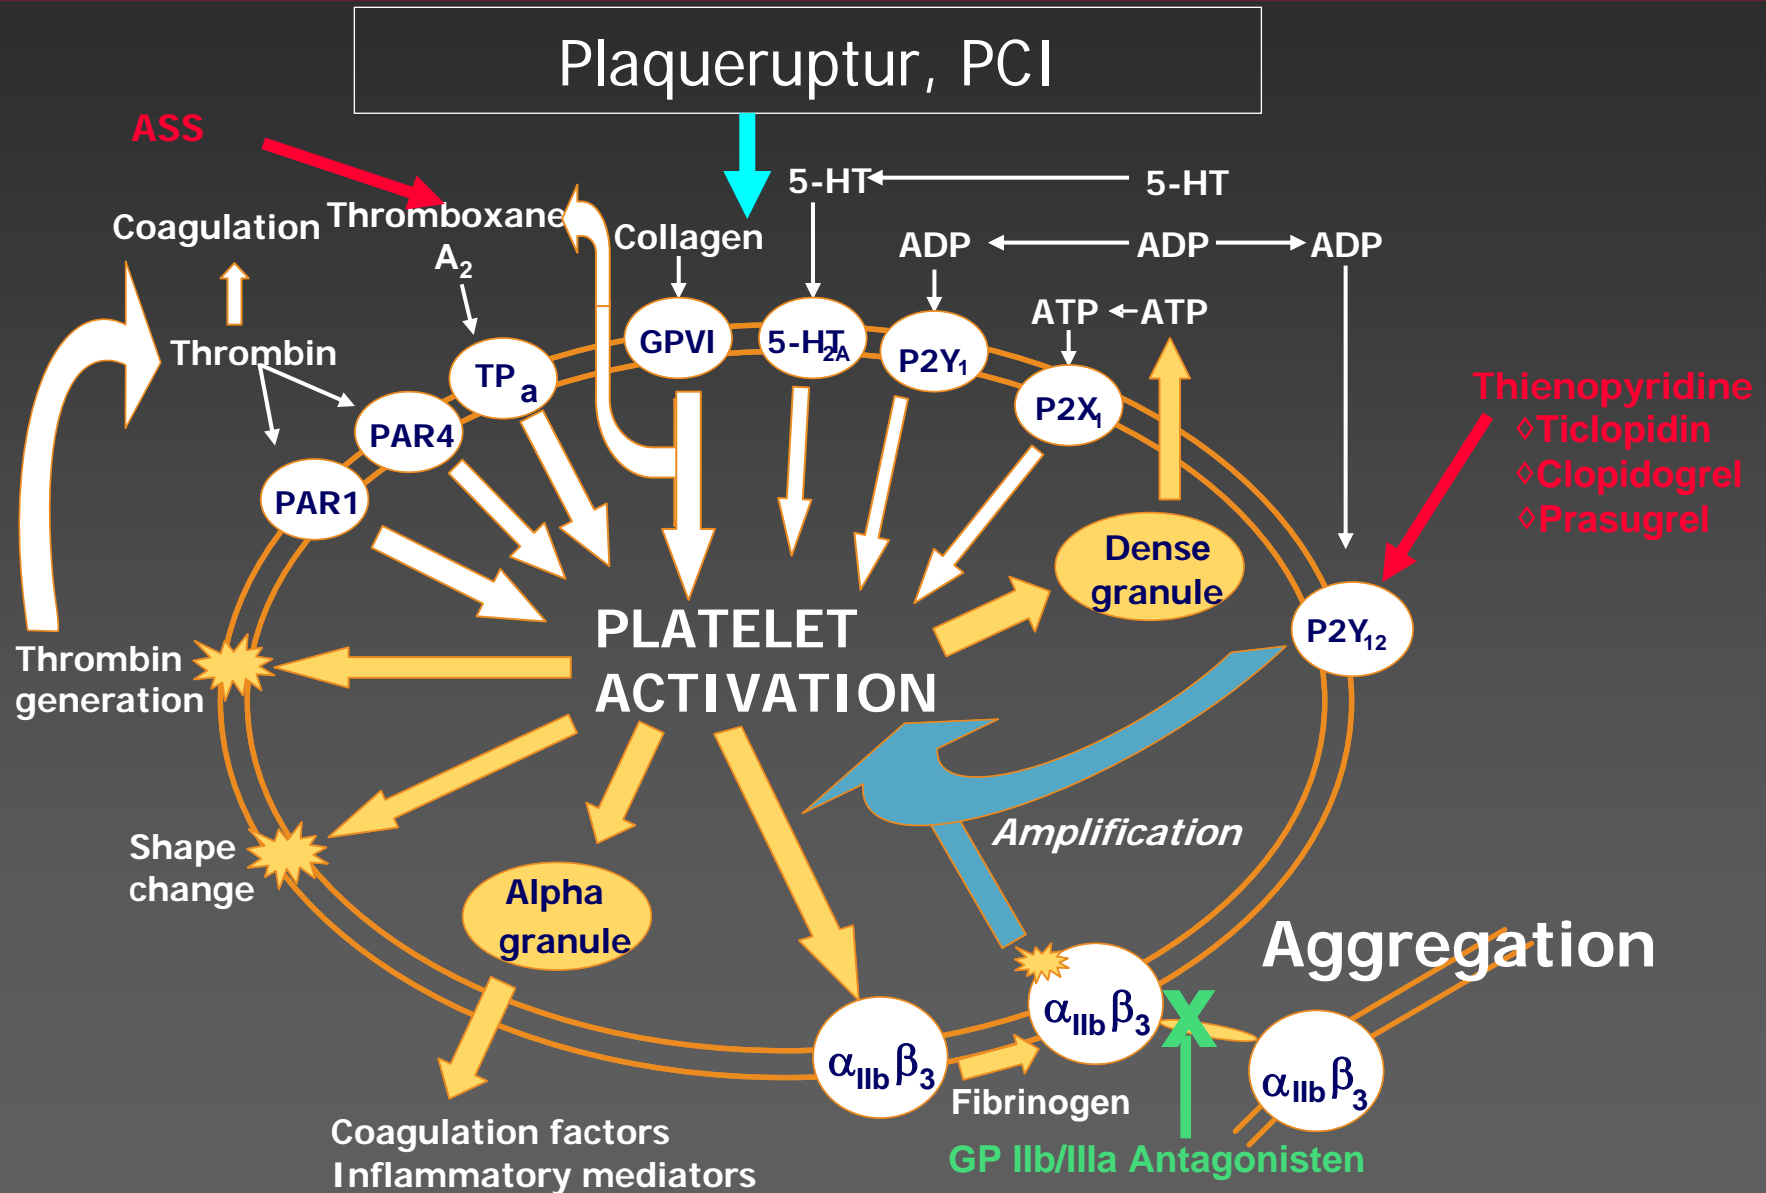 Plaqueruptur, PCI
ASS
5-HT
5-HT
Coagulation
Thromboxane
A2
Collagen
ADP
ADP
ADP
ATP
ATP
Thrombin
GPVI
5-HT2A
P2Y1
TPa
P2X1
PAR4
PAR1
Thienopyridine
◊Ticlopidin
◊Clopidogrel
◊Prasugrel
Dense
granule
P2Y12
PLATELET
ACTIVATION
Thrombin
generation
Amplification
Shape
change
Alpha
granule
Aggregation
αIIbβ3
αIIbβ3
αIIbβ3
X
Fibrinogen
GP IIb/IIIa Antagonisten
Coagulation factors
Inflammatory mediators